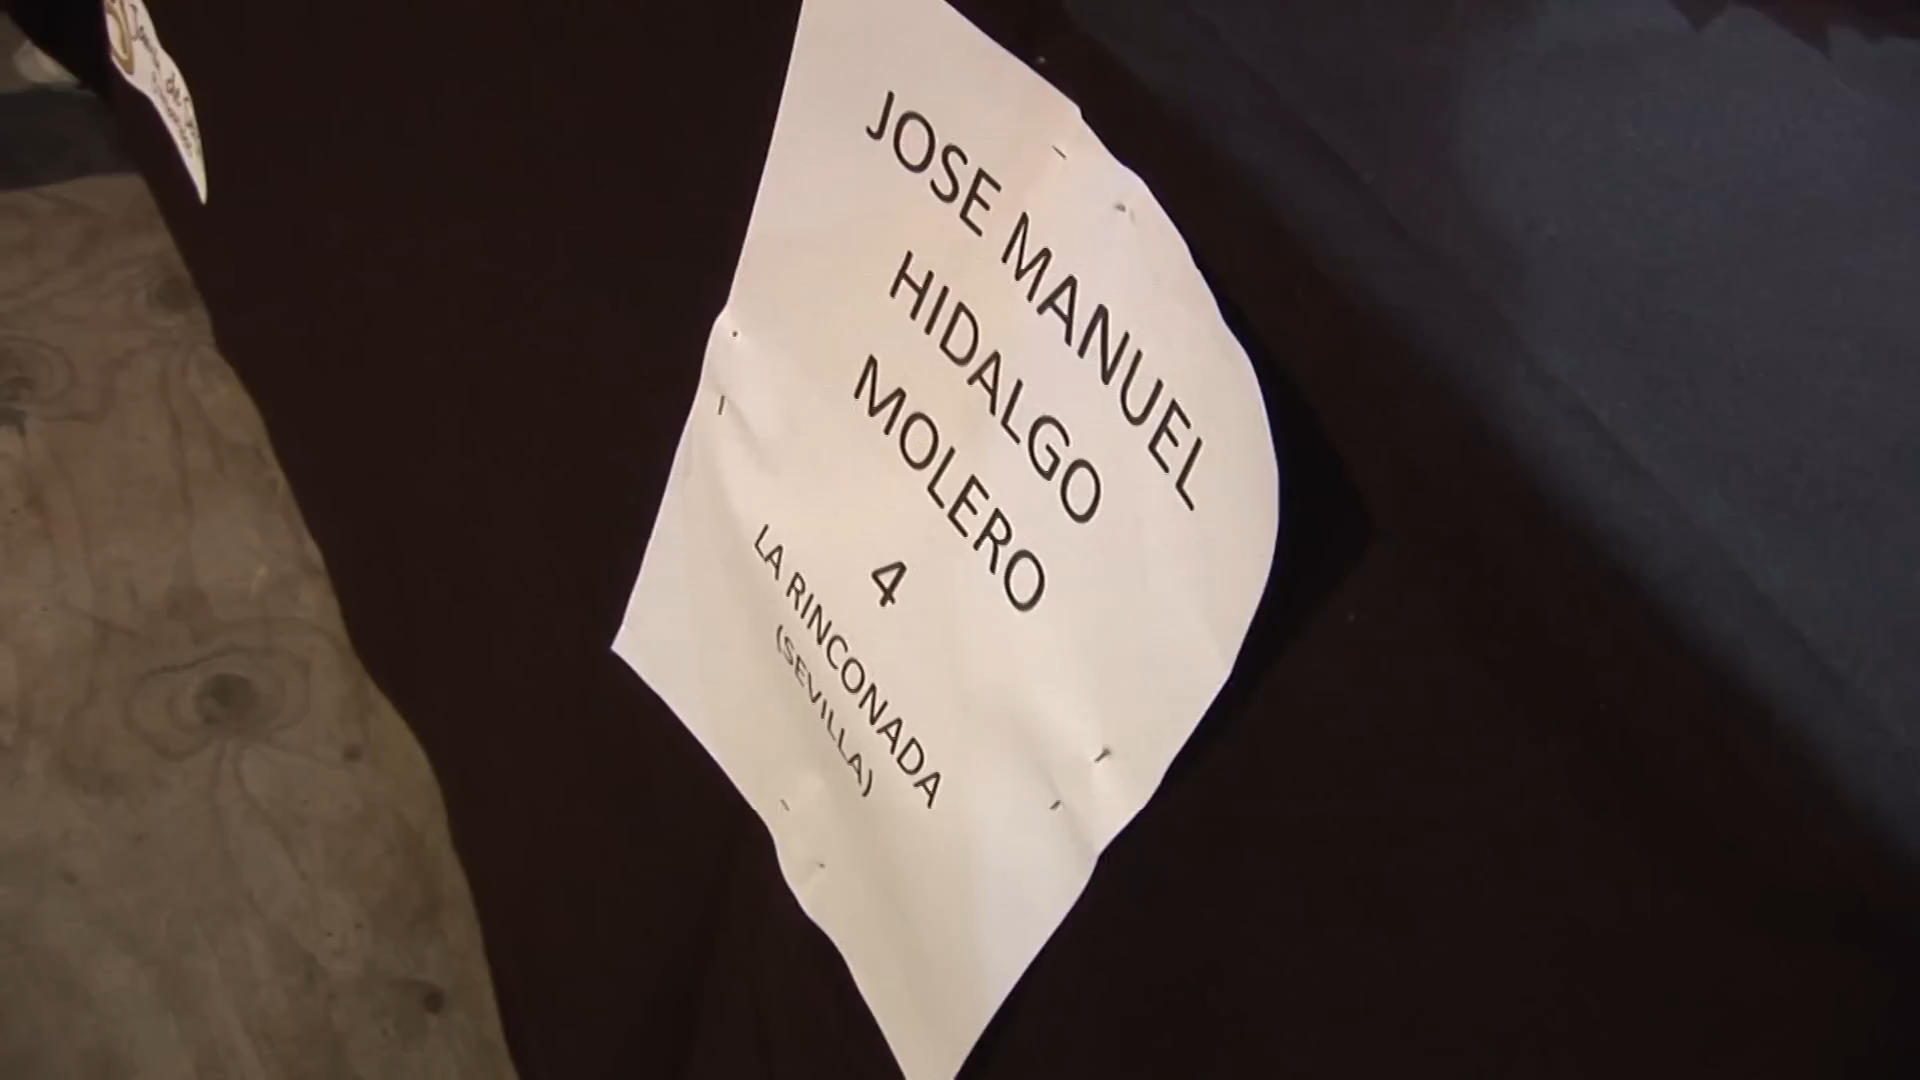 JOSE MANUEL
HIDALGO
MOLERO
4
LA RINCONADA
(SEVILLA)